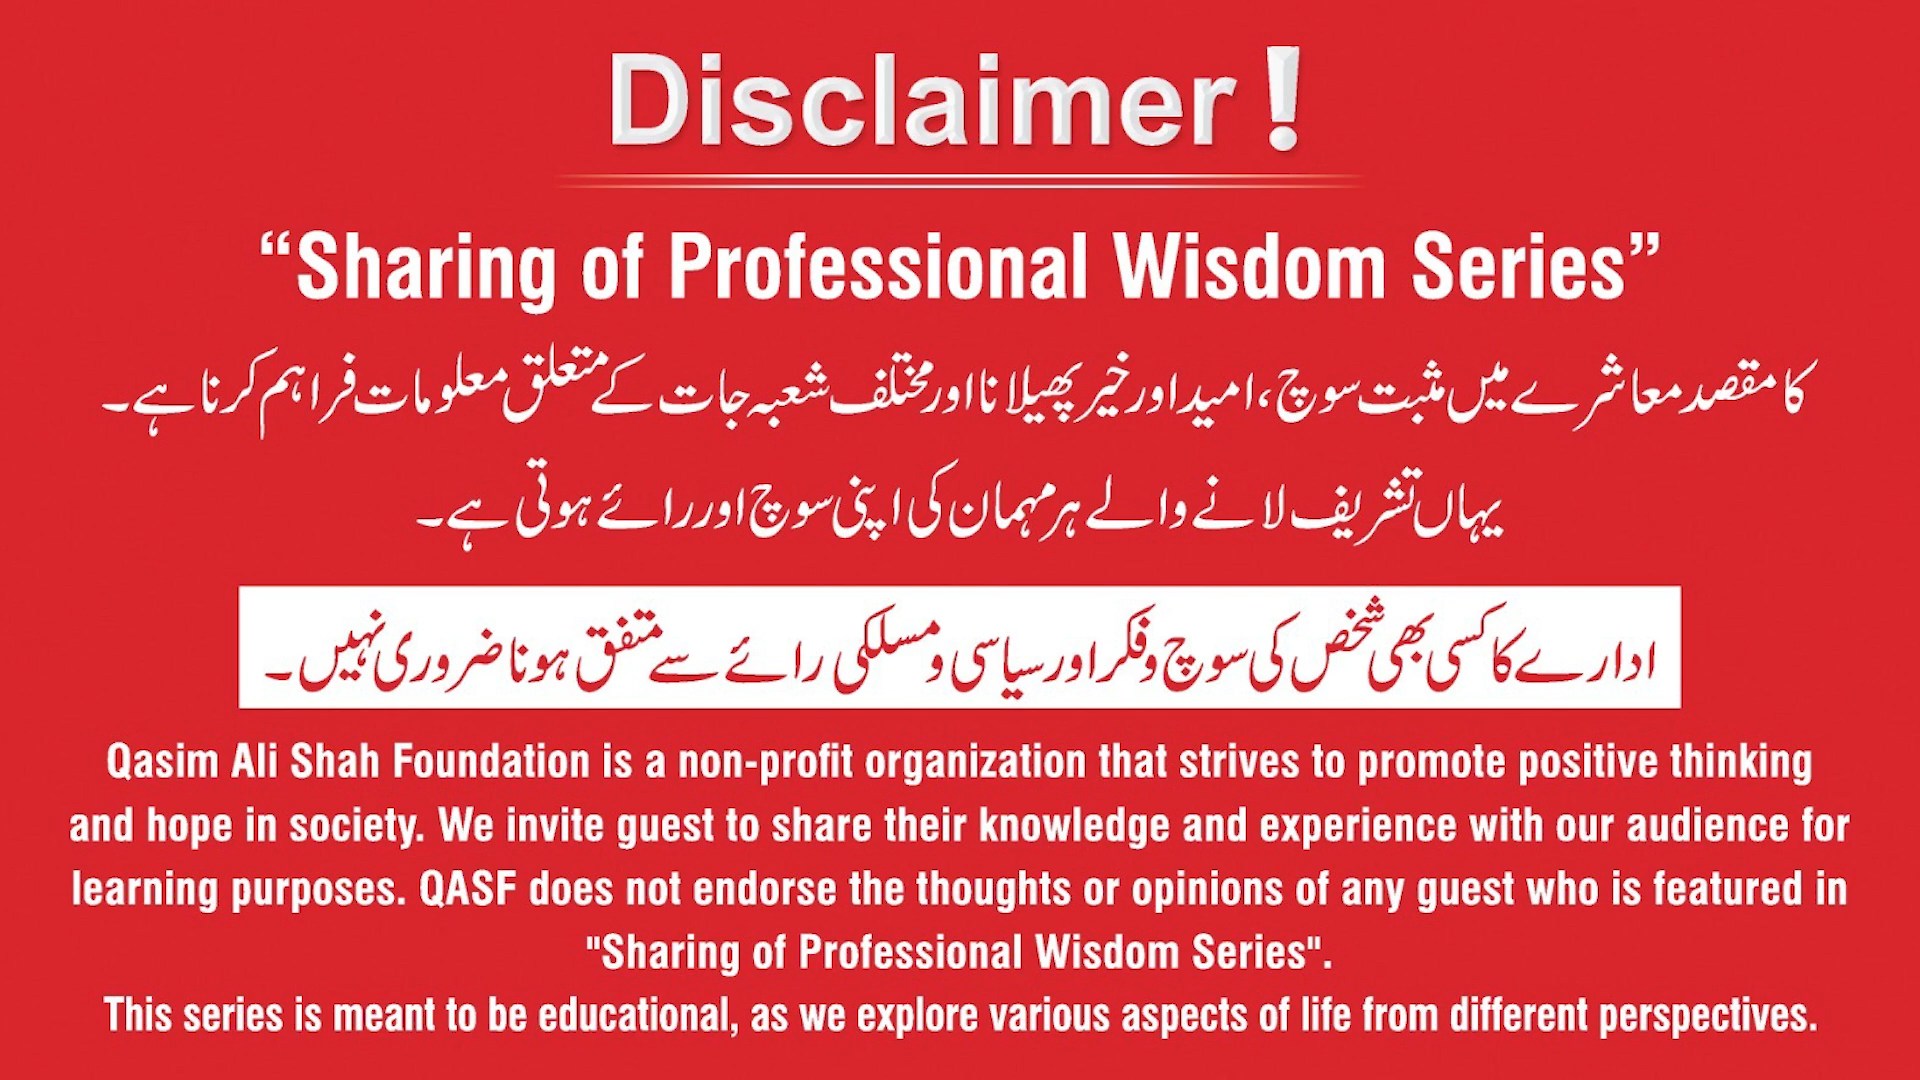 Disclaimer!
“Sharing of Professional Wisdom Series”
کا مقصد معاشرے میں مثبت سوچ، امید اور خیر پھیلانا اور مختلف شعبہ جات کے متعلق معلومات فراہم کرنا ہے۔
یہاں تشریف لانے والے ہر مہمان کی اپنی سوچ اور رائے ہوتی ہے۔
ادارے کا کسی بھی شخص کی سوچ و فکر اور سیاسی و مسلکی رائے سے متفق ہونا ضروری نہیں۔
Qasim Ali Shah Foundation is a non-profit organization that strives to promote positive thinking
and hope in society. We invite guest to share their knowledge and experience with our audience for
learning purposes. QASF does not endorse the thoughts or opinions of any guest who is featured in
"Sharing of Professional Wisdom Series".
This series is meant to be educational, as we explore various aspects of life from different perspectives.